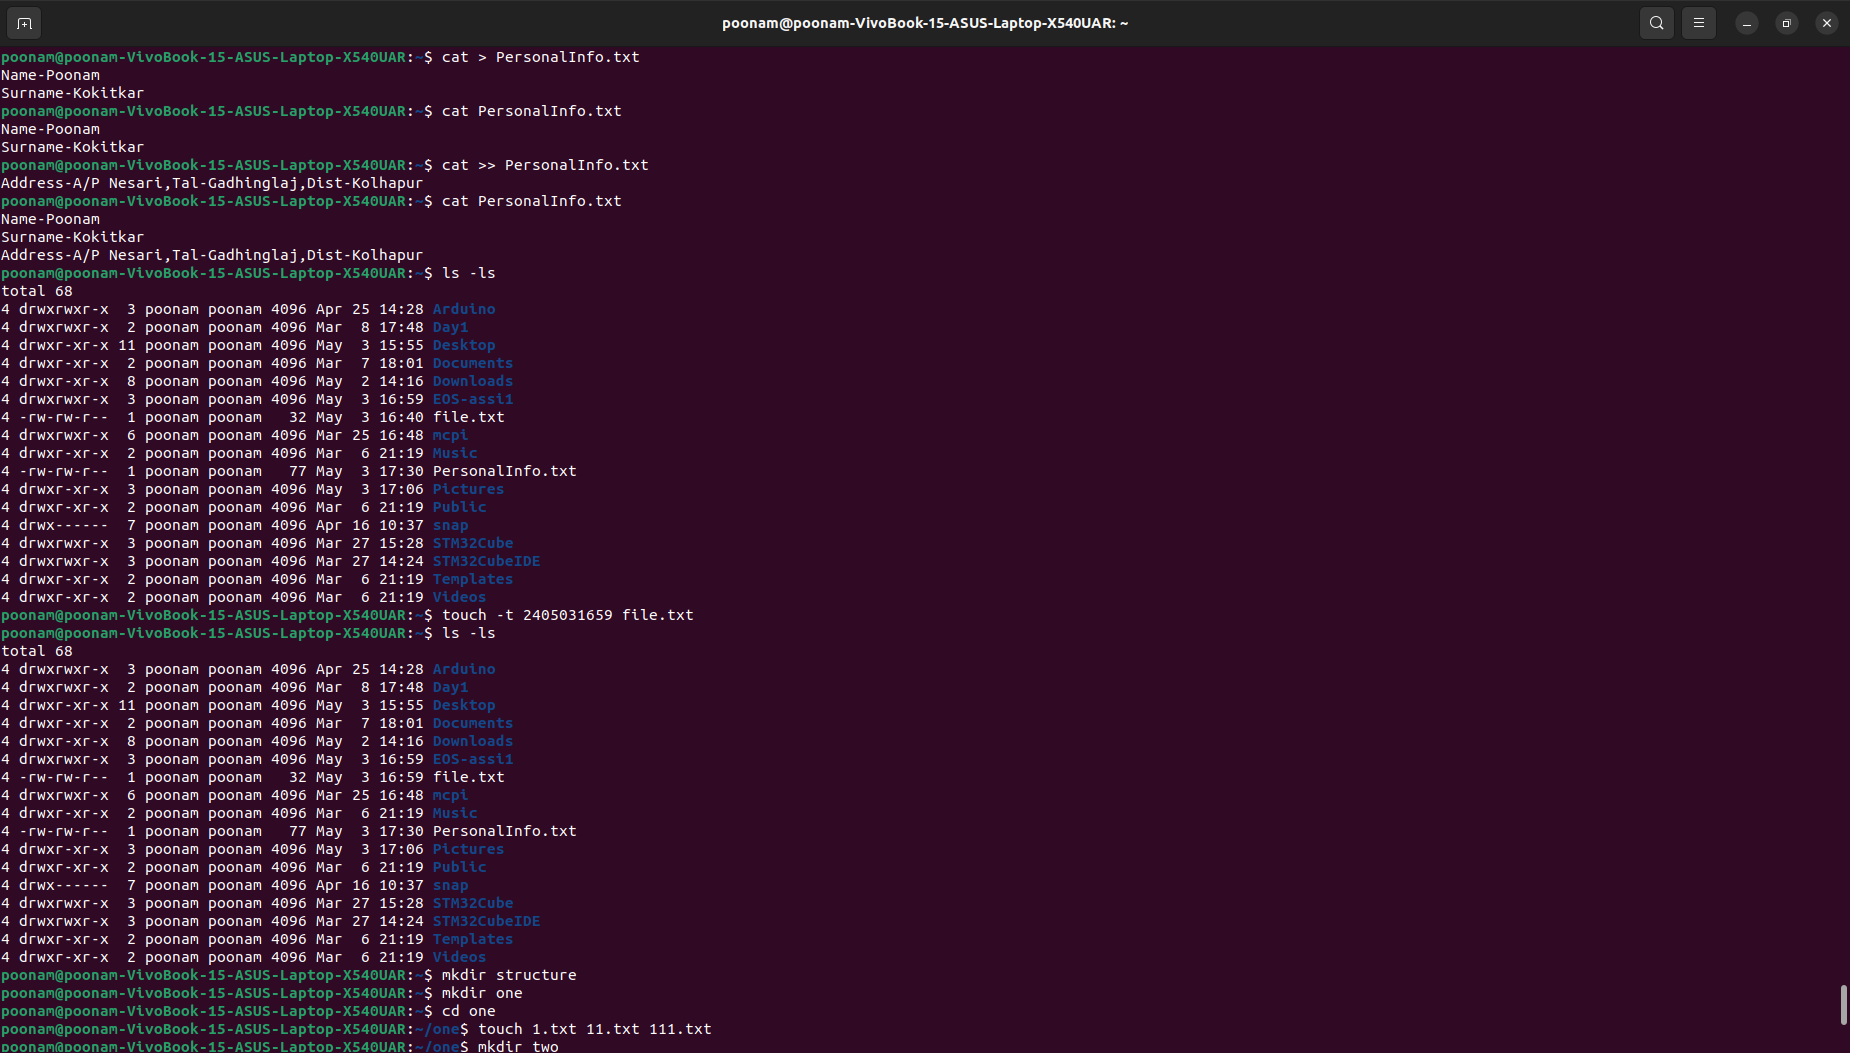 poonam@poonam-VivoBook-15-ASUS-Laptop-X540UAR: ~
poonam@poonam-VivoBook-15-ASUS-Laptop-X540UAR:~$ cat > PersonalInfo.txt
Name-Poonam
Surname-Kokitkar
poonam@poonam-VivoBook-15-ASUS-Laptop-X540UAR:~$ cat PersonalInfo.txt
Name-Poonam
Surname-Kokitkar
poonam@poonam-VivoBook-15-ASUS-Laptop-X540UAR:~$ cat >> PersonalInfo.txt
Address-A/P Nesari,Tal-Gadhinglaj,Dist-Kolhapur
poonam@poonam-VivoBook-15-ASUS-Laptop-X540UAR:~$ cat PersonalInfo.txt
Name-Poonam
Surname-Kokitkar
Address-A/P Nesari,Tal-Gadhinglaj,Dist-Kolhapur
poonam@poonam-VivoBook-15-ASUS-Laptop-X540UAR:~$ ls -ls
total 68
4 drwxrwxr-x  3 poonam poonam 4096 Apr 25 14:28 Arduino
4 drwxrwxr-x  2 poonam poonam 4096 Mar  8 17:48 Day1
4 drwxr-xr-x 11 poonam poonam 4096 May  3 15:55 Desktop
4 drwxr-xr-x  2 poonam poonam 4096 Mar  7 18:01 Documents
4 drwxr-xr-x  8 poonam poonam 4096 May  2 14:16 Downloads
4 drwxrwxr-x  3 poonam poonam 4096 May  3 16:59 EOS-assi1
4 -rw-rw-r--  1 poonam poonam   32 May  3 16:40 file.txt
4 drwxrwxr-x  6 poonam poonam 4096 Mar 25 16:48 mcpi
4 drwxr-xr-x  2 poonam poonam 4096 Mar  6 21:19 Music
4 -rw-rw-r--  1 poonam poonam   77 May  3 17:30 PersonalInfo.txt
4 drwxr-xr-x  3 poonam poonam 4096 May  3 17:06 Pictures
4 drwxr-xr-x  2 poonam poonam 4096 Mar  6 21:19 Public
4 drwx------  7 poonam poonam 4096 Apr 16 10:37 snap
4 drwxrwxr-x  3 poonam poonam 4096 Mar 27 15:28 STM32Cube
4 drwxrwxr-x  3 poonam poonam 4096 Mar 27 14:24 STM32CubeIDE
4 drwxr-xr-x  2 poonam poonam 4096 Mar  6 21:19 Templates
4 drwxr-xr-x  2 poonam poonam 4096 Mar  6 21:19 Videos
poonam@poonam-VivoBook-15-ASUS-Laptop-X540UAR:~$ touch -t 2405031659 file.txt
poonam@poonam-VivoBook-15-ASUS-Laptop-X540UAR:~$ ls -ls
total 68
4 drwxrwxr-x  3 poonam poonam 4096 Apr 25 14:28 Arduino
4 drwxrwxr-x  2 poonam poonam 4096 Mar  8 17:48 Day1
4 drwxr-xr-x 11 poonam poonam 4096 May  3 15:55 Desktop
4 drwxr-xr-x  2 poonam poonam 4096 Mar  7 18:01 Documents
4 drwxr-xr-x  8 poonam poonam 4096 May  2 14:16 Downloads
4 drwxrwxr-x  3 poonam poonam 4096 May  3 16:59 EOS-assi1
4 -rw-rw-r--  1 poonam poonam   32 May  3 16:59 file.txt
4 drwxrwxr-x  6 poonam poonam 4096 Mar 25 16:48 mcpi
4 drwxr-xr-x  2 poonam poonam 4096 Mar  6 21:19 Music
4 -rw-rw-r--  1 poonam poonam   77 May  3 17:30 PersonalInfo.txt
4 drwxr-xr-x  3 poonam poonam 4096 May  3 17:06 Pictures
4 drwxr-xr-x  2 poonam poonam 4096 Mar  6 21:19 Public
4 drwx------  7 poonam poonam 4096 Apr 16 10:37 snap
4 drwxrwxr-x  3 poonam poonam 4096 Mar 27 15:28 STM32Cube
4 drwxrwxr-x  3 poonam poonam 4096 Mar 27 14:24 STM32CubeIDE
4 drwxr-xr-x  2 poonam poonam 4096 Mar  6 21:19 Templates
4 drwxr-xr-x  2 poonam poonam 4096 Mar  6 21:19 Videos
poonam@poonam-VivoBook-15-ASUS-Laptop-X540UAR:~$ mkdir structure
poonam@poonam-VivoBook-15-ASUS-Laptop-X540UAR:~$ mkdir one
poonam@poonam-VivoBook-15-ASUS-Laptop-X540UAR:~$ cd one
poonam@poonam-VivoBook-15-ASUS-Laptop-X540UAR:~/one$ touch 1.txt 11.txt 111.txt
poonam@poonam-VivoBook-15-ASUS-Laptop-X540UAR:~/one$ mkdir two